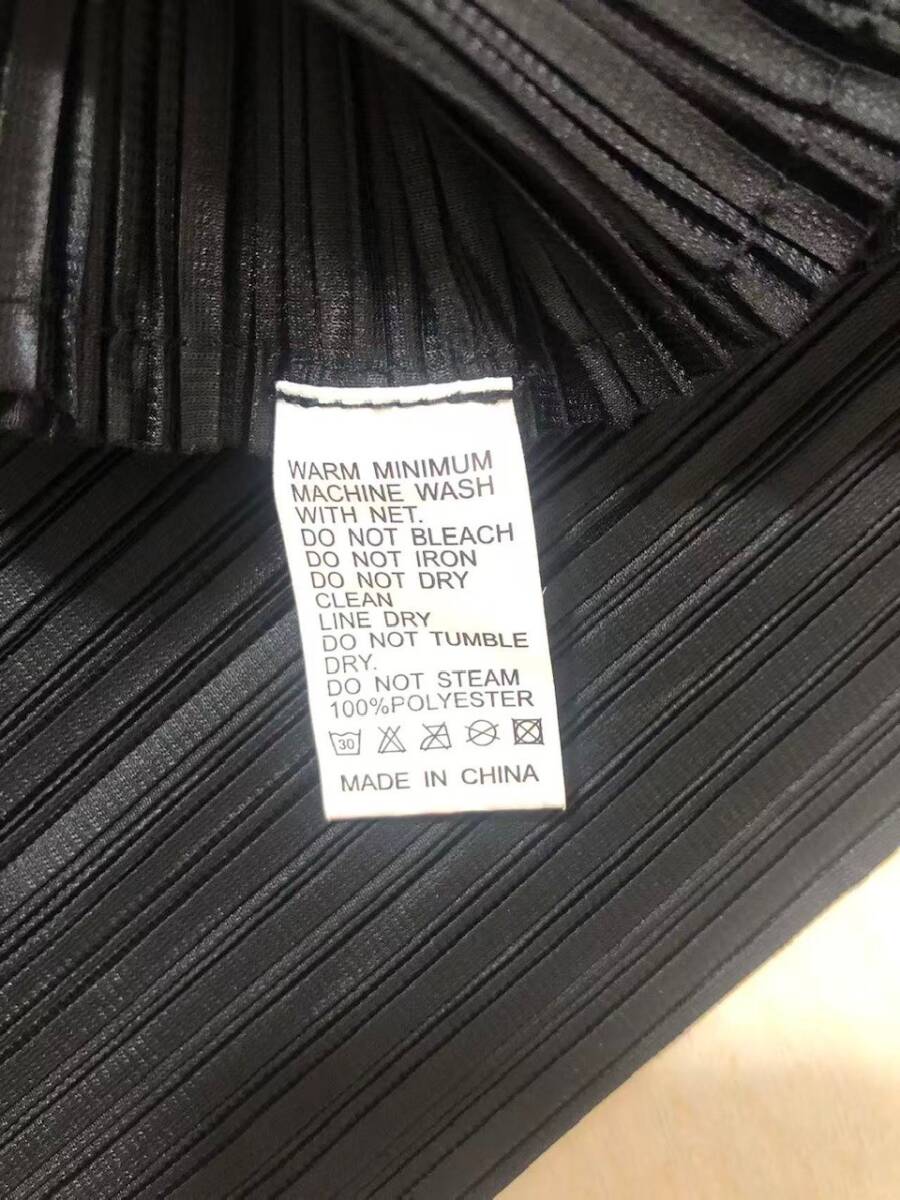 WARM MINIMUM
MACHINE WASH
WITH NET.
DO NOT BLEACH
DO NOT IRON
DO NOT DRY
CLEAN
LINE DRY
DO NOT TUMBLE
DRY.
DO NOT STEAM
100%POLYESTER
30
MADE IN CHINA